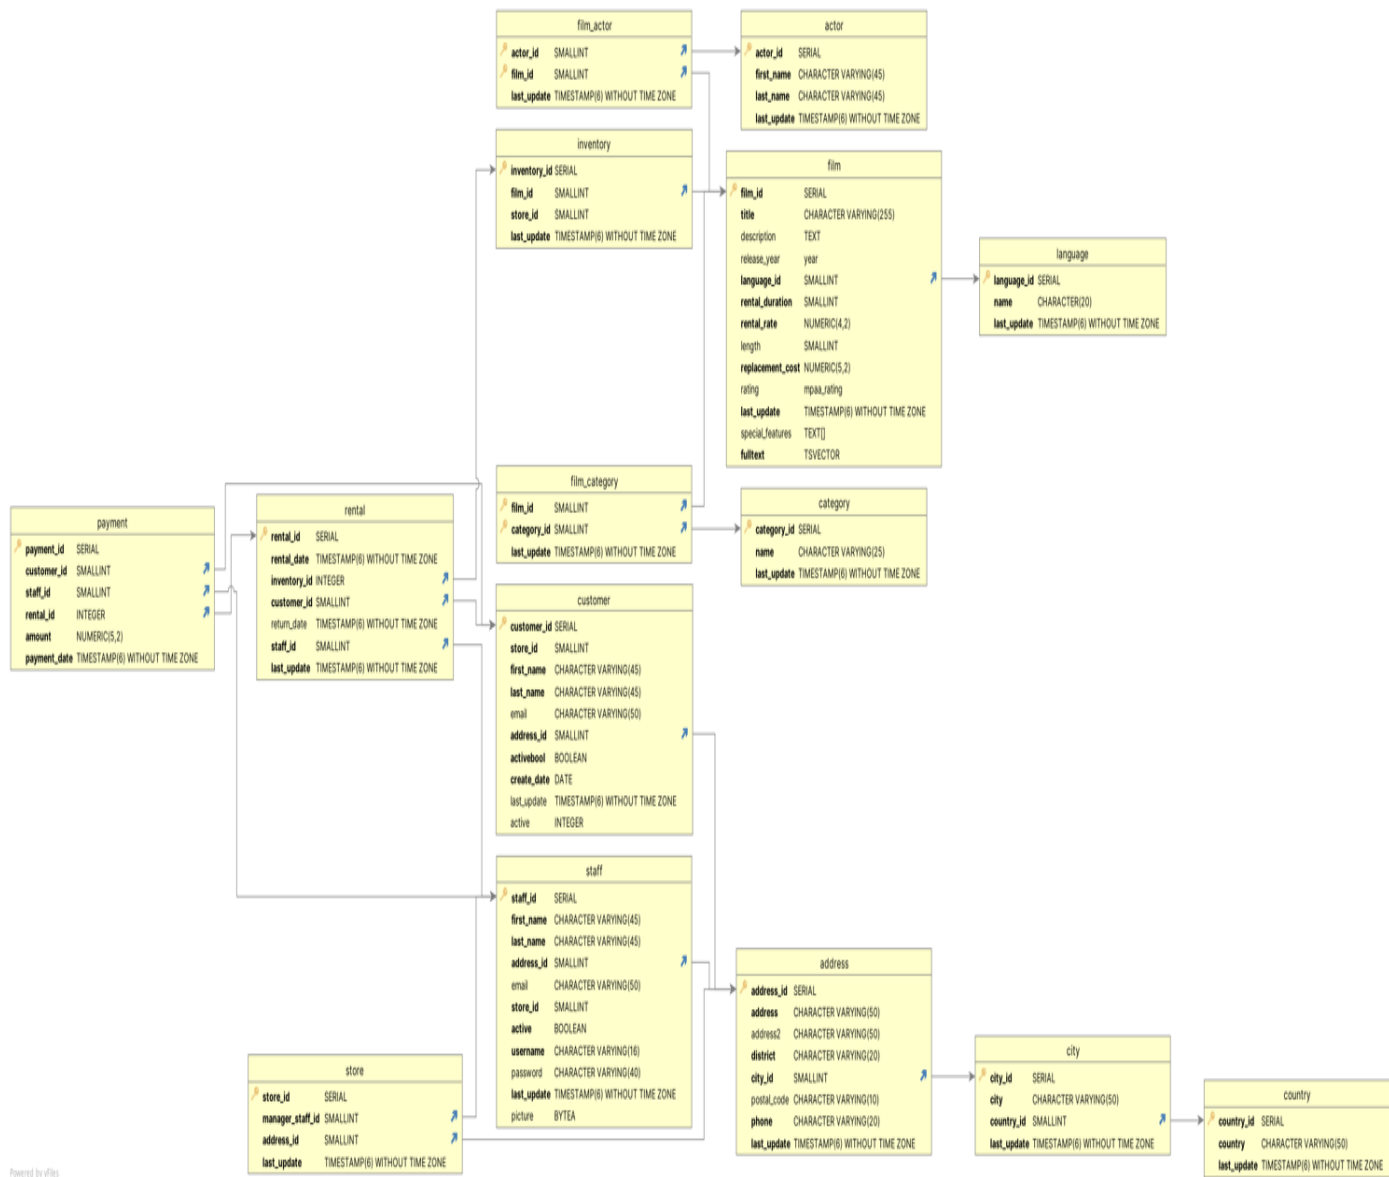 film_actor
actor_id SMALLINT
film_id SMALLINT
last_update TIMESTAMP(6) WITHOUT TIME ZONE
actor
actor_id SERIAL
first_name CHARACTER VARYING(45)
last_name CHARACTER VARYING(45)
last_update TIMESTAMP(6) WITHOUT TIME ZONE
inventory
inventory_id SERIAL
film_id SMALLINT
store_id SMALLINT
last_update TIMESTAMP(6) WITHOUT TIME ZONE
film
film_id SERIAL
title CHARACTER VARYING(255)
description TEXT
release_year year
language_id SMALLINT
rental_duration SMALLINT
rental_rate NUMERIC(4,2)
length SMALLINT
replacement_cost NUMERIC(5,2)
rating mpaa_rating
last_update TIMESTAMP(6) WITHOUT TIME ZONE
special_features TEXT[]
fulltext TSVECTOR
language
language_id SERIAL
name CHARACTER(20)
last_update TIMESTAMP(6) WITHOUT TIME ZONE
film_category
film_id SMALLINT
category_id SMALLINT
last_update TIMESTAMP(6) WITHOUT TIME ZONE
category
category_id SERIAL
name CHARACTER VARYING(25)
last_update TIMESTAMP(6) WITHOUT TIME ZONE
payment
payment_id SERIAL
customer_id SMALLINT
staff_id SMALLINT
rental_id INTEGER
amount NUMERIC(5,2)
payment_date TIMESTAMP(6) WITHOUT TIME ZONE
rental
rental_id SERIAL
rental_date TIMESTAMP(6) WITHOUT TIME ZONE
inventory_id INTEGER
customer_id SMALLINT
return_date TIMESTAMP(6) WITHOUT TIME ZONE
staff_id SMALLINT
last_update TIMESTAMP(6) WITHOUT TIME ZONE
customer
customer_id SERIAL
store_id SMALLINT
first_name CHARACTER VARYING(45)
last_name CHARACTER VARYING(45)
email CHARACTER VARYING(50)
address_id SMALLINT
activebool BOOLEAN
create_date DATE
last_update TIMESTAMP(6) WITHOUT TIME ZONE
active INTEGER
staff
staff_id SERIAL
first_name CHARACTER VARYING(45)
last_name CHARACTER VARYING(45)
address_id SMALLINT
email CHARACTER VARYING(50)
store_id SMALLINT
active BOOLEAN
username CHARACTER VARYING(16)
password CHARACTER VARYING(40)
last_update TIMESTAMP(6) WITHOUT TIME ZONE
picture BYTEA
store
store_id SERIAL
manager_staff_id SMALLINT
address_id SMALLINT
last_update TIMESTAMP(6) WITHOUT TIME ZONE
address
address_id SERIAL
address CHARACTER VARYING(50)
address2 CHARACTER VARYING(50)
district CHARACTER VARYING(20)
city_id SMALLINT
postal_code CHARACTER VARYING(10)
phone CHARACTER VARYING(20)
last_update TIMESTAMP(6) WITHOUT TIME ZONE
city
city_id SERIAL
city CHARACTER VARYING(50)
country_id SMALLINT
last_update TIMESTAMP(6) WITHOUT TIME ZONE
country
country_id SERIAL
country CHARACTER VARYING(50)
last_update TIMESTAMP(6) WITHOUT TIME ZONE
Powered by yFiles